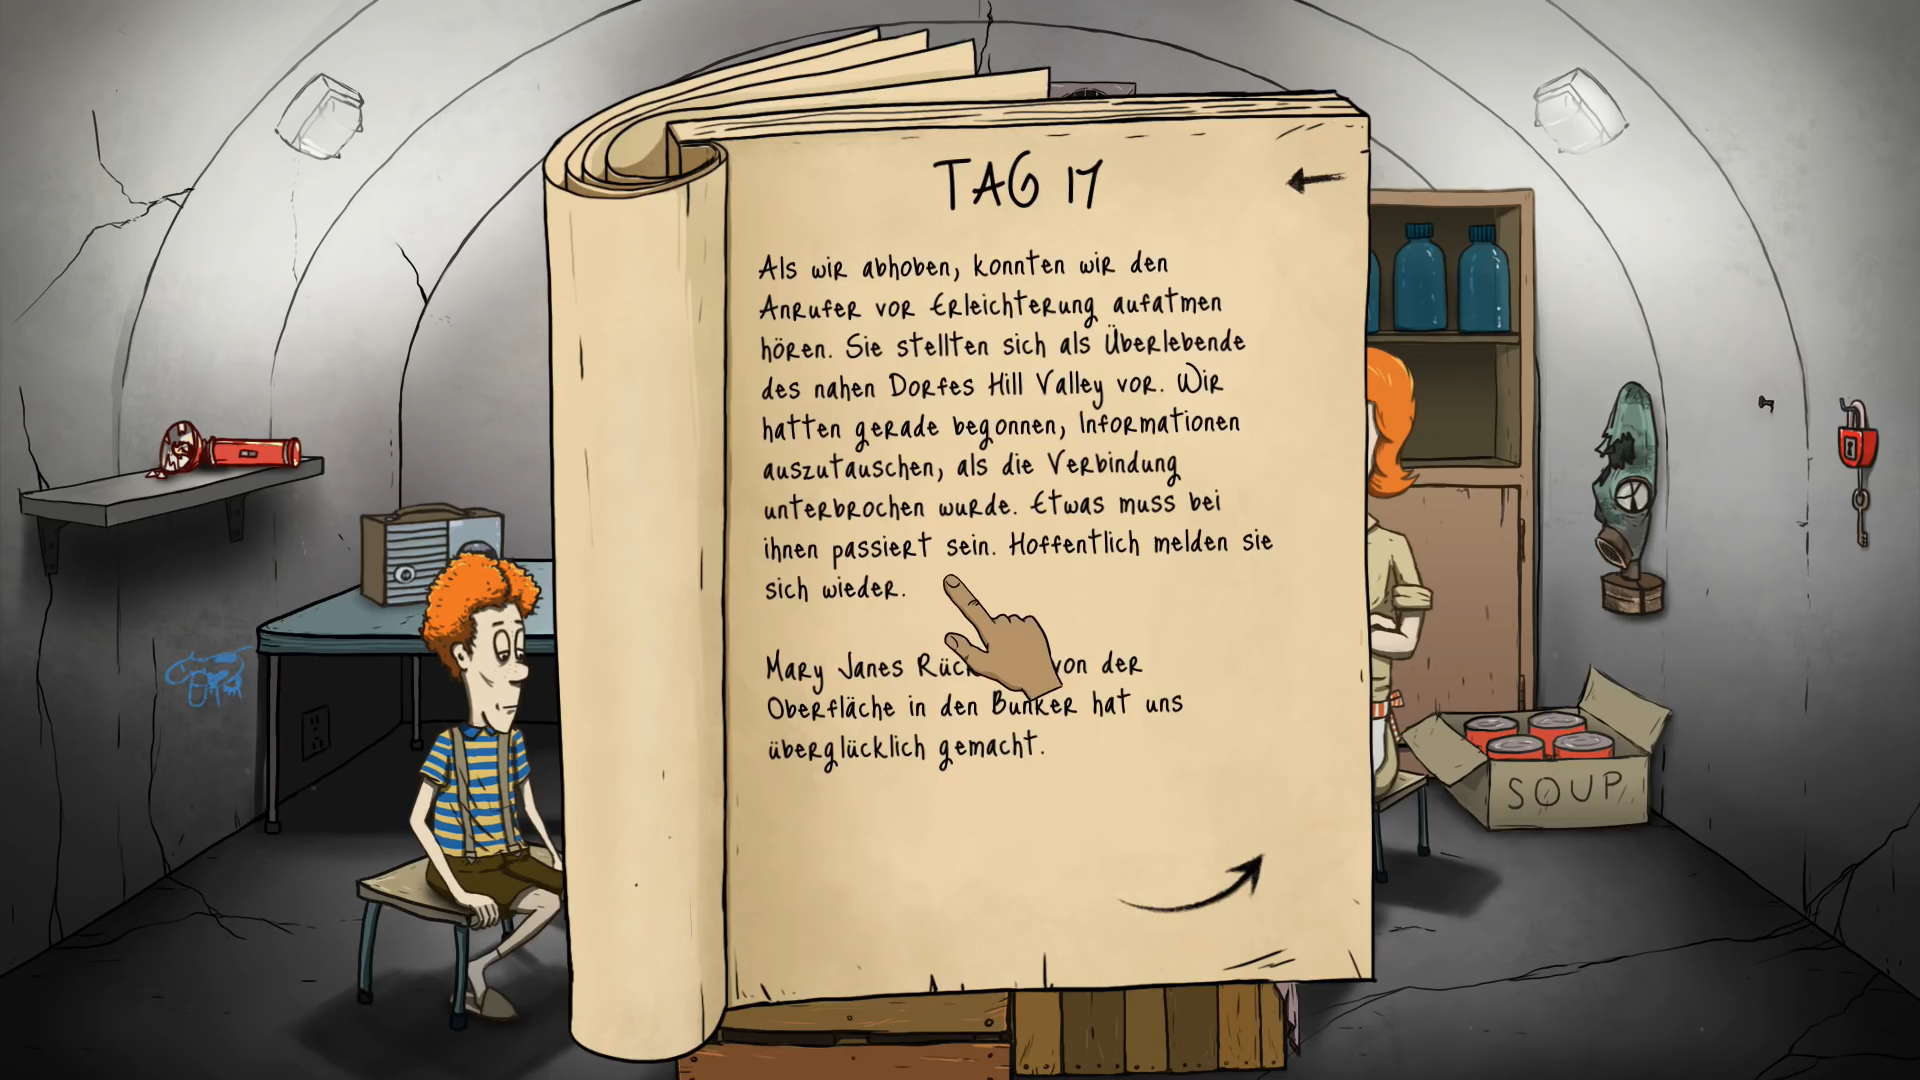 TAG 17
Als wir abhoben, konnten wir den
Anrufer vor Erleichterung aufatmen
hören. Sie stellten sich als Überlebende
des nahen Dorfes Hill Valley vor. Wir
hatten gerade begonnen, Informationen
auszutauschen, als die Verbindung
unterbrochen wurde. Etwas muss bei
ihnen passiert sein. Hoffentlich melden sie
sich wieder.
Mary Janes von der
Oberfläche in den Bunker hat uns
überglücklich gemacht.
SOUP